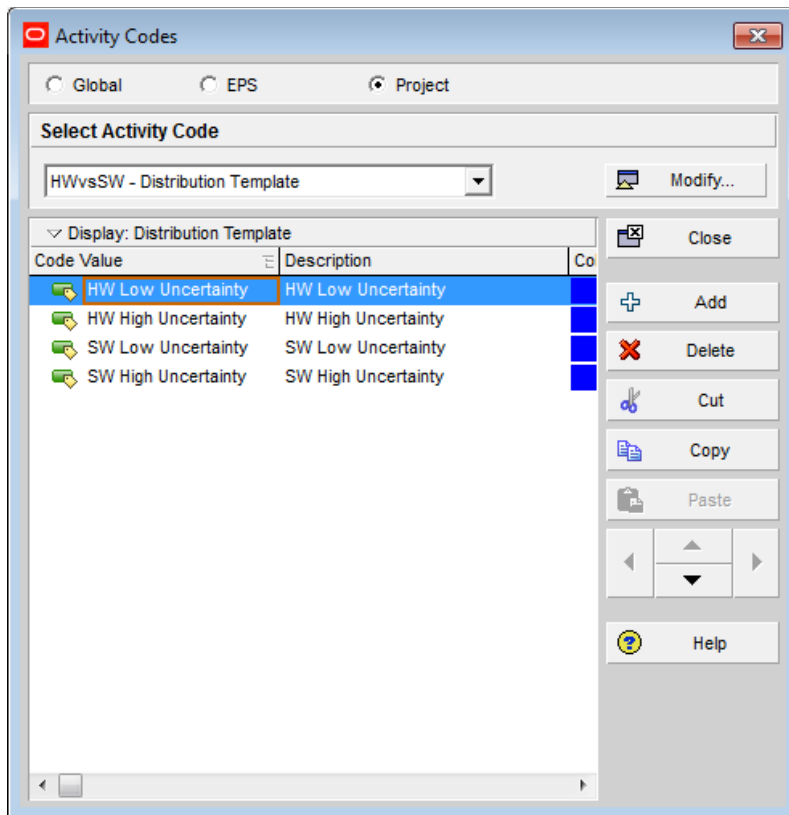 Activity Codes
Global EPS Project
Select Activity Code
HWvsSW - Distribution Template Modify...
Display: Distribution Template Close
Code Value Description Co
HW Low Uncertainty HW Low Uncertainty
HW High Uncertainty HW High Uncertainty Add
SW Low Uncertainty SW Low Uncertainty Delete
SW High Uncertainty SW High Uncertainty
Cut
Copy
Paste
? Help